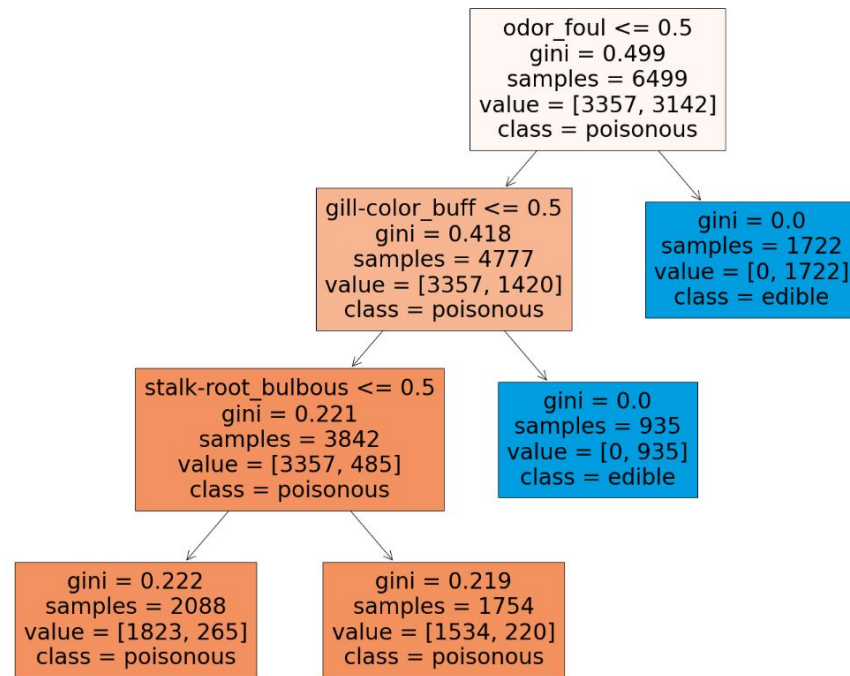 odor_foul <= 0.5
gini = 0.499
samples = 6499
value = [3357, 3142]
class = poisonous
gill-color_buff <= 0.5
gini = 0.418
samples = 4777
value = [3357, 1420]
class = poisonous
gini = 0.0
samples = 1722
value = [0, 1722]
class = edible
stalk-root_bulbous <= 0.5
gini = 0.221
samples = 3842
value = [3357, 485]
class = poisonous
gini = 0.0
samples = 935
value = [0, 935]
class = edible
gini = 0.222
samples = 2088
value = [1823, 265]
class = poisonous
gini = 0.219
samples = 1754
value = [1534, 220]
class = poisonous